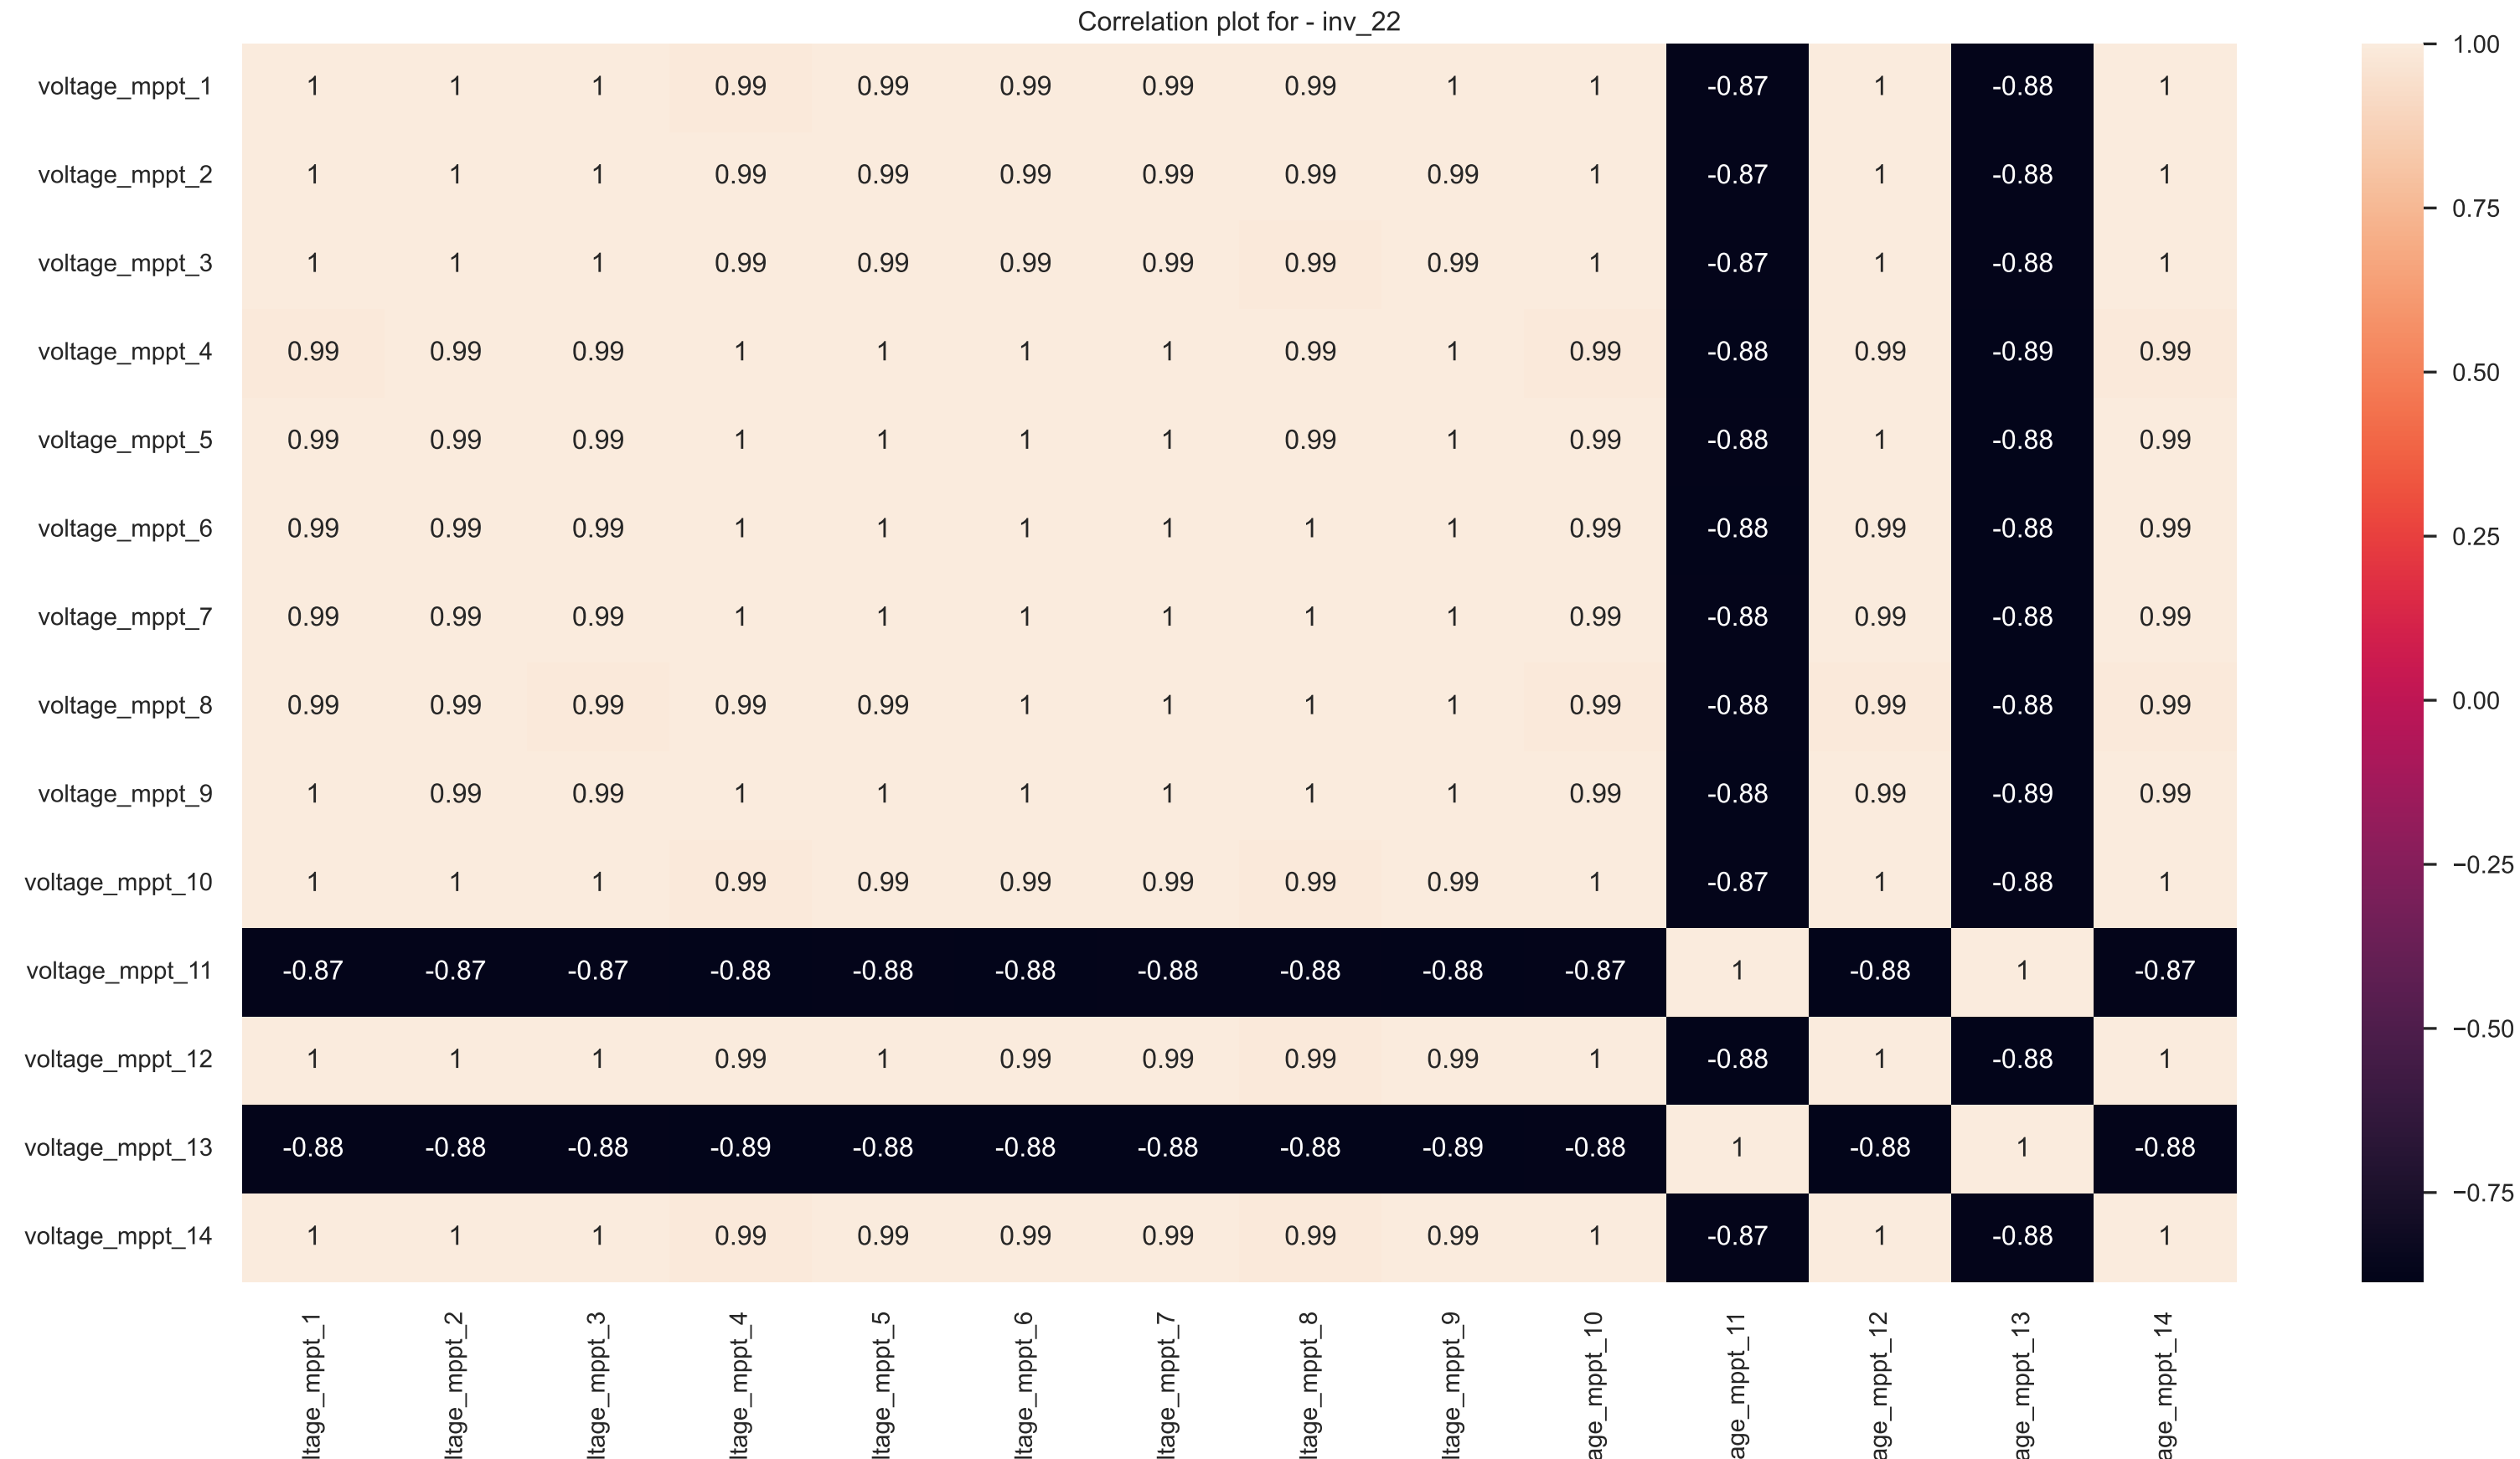 Correlation plot for - inv_22
voltage_mppt_1 1 1 1 0.99 0.99 0.99 0.99 0.99 1 1 -0.87 1 -0.88 1
voltage_mppt_2 1 1 1 0.99 0.99 0.99 0.99 0.99 0.99 1 -0.87 1 -0.88 1
voltage_mppt_3 1 1 1 0.99 0.99 0.99 0.99 0.99 0.99 1 -0.87 1 -0.88 1
voltage_mppt_4 0.99 0.99 0.99 1 1 1 1 0.99 1 0.99 -0.88 0.99 -0.89 0.99
voltage_mppt_5 0.99 0.99 0.99 1 1 1 1 0.99 1 0.99 -0.88 1 -0.88 0.99
voltage_mppt_6 0.99 0.99 0.99 1 1 1 1 1 1 0.99 -0.88 0.99 -0.88 0.99
voltage_mppt_7 0.99 0.99 0.99 1 1 1 1 1 1 0.99 -0.88 0.99 -0.88 0.99
voltage_mppt_8 0.99 0.99 0.99 0.99 0.99 1 1 1 1 0.99 -0.88 0.99 -0.88 0.99
voltage_mppt_9 1 0.99 0.99 1 1 1 1 1 1 0.99 -0.88 0.99 -0.89 0.99
voltage_mppt_10 1 1 1 0.99 0.99 0.99 0.99 0.99 0.99 1 -0.87 1 -0.88 1
voltage_mppt_11 -0.87 -0.87 -0.87 -0.88 -0.88 -0.88 -0.88 -0.88 -0.88 -0.87 1 -0.88 1 -0.87
voltage_mppt_12 1 1 1 0.99 1 0.99 0.99 0.99 0.99 1 -0.88 1 -0.88 1
voltage_mppt_13 -0.88 -0.88 -0.88 -0.89 -0.88 -0.88 -0.88 -0.88 -0.89 -0.88 1 -0.88 1 -0.88
voltage_mppt_14 1 1 1 0.99 0.99 0.99 0.99 0.99 0.99 1 -0.87 1 -0.88 1
ltage_mppt_1
ltage_mppt_2
ltage_mppt_3
ltage_mppt_4
ltage_mppt_5
ltage_mppt_6
ltage_mppt_7
ltage_mppt_8
ltage_mppt_9
age_mppt_10
age_mppt_11
age_mppt_12
age_mppt_13
age_mppt_14
1.00
0.75
0.50
0.25
0.00
−0.25
−0.50
−0.75